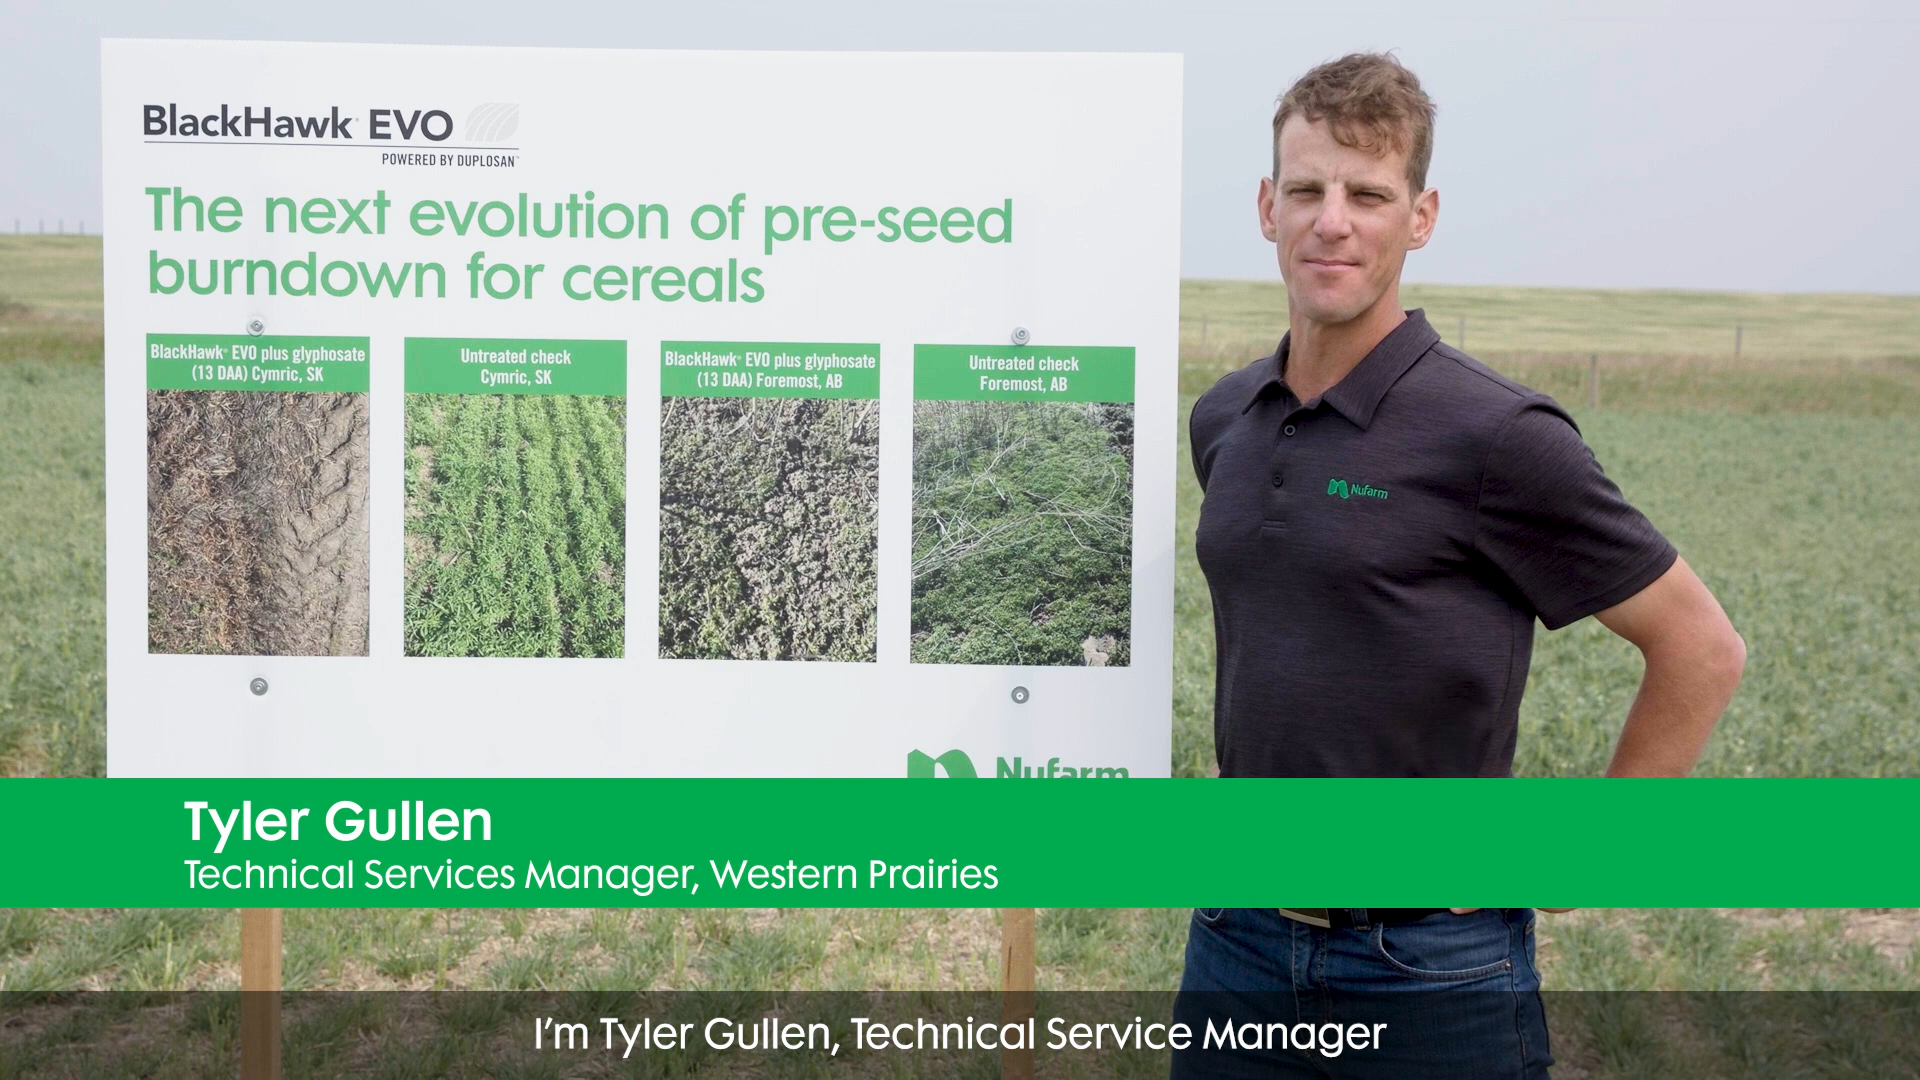 BlackHawk® EVO
POWERED BY DUPLOSAN™
The next evolution of pre-seed
burndown for cereals
BlackHawk® EVO plus glyphosate
(13 DAA) Cymric, SK
Untreated check
Cymric, SK
BlackHawk® EVO plus glyphosate
(13 DAA) Foremost, AB
Untreated check
Foremost, AB
Nufarm
Nufarm
Tyler Gullen
Technical Services Manager, Western Prairies
I'm Tyler Gullen, Technical Service Manager